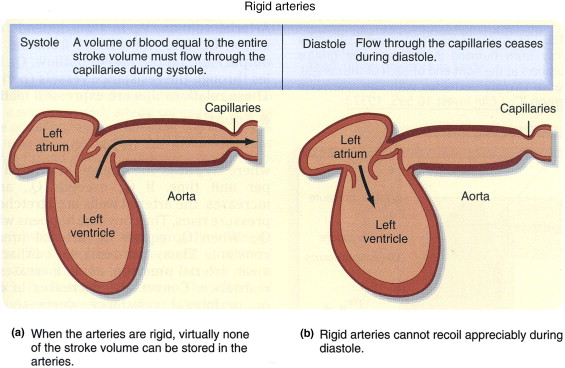 Rigid arteries
Systole
A volume of blood equal to the entire
stroke volume must flow through the
capillaries during systole.
Diastole
Flow through the capillaries ceases
during diastole.
Capillaries
Left
atrium
Aorta
Left
ventricle
Capillaries
Left
atrium
Aorta
Left
ventricle
(a) When the arteries are rigid, virtually none
of the stroke volume can be stored in the
arteries.
(b) Rigid arteries cannot recoil appreciably during
diastole.